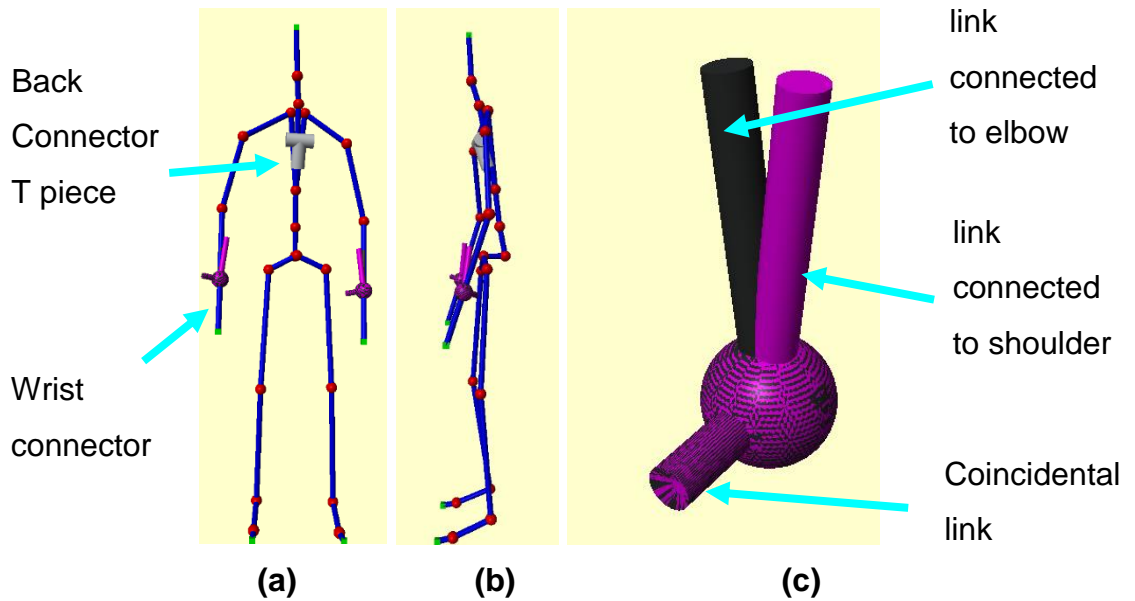 Back
Connector
T piece
Wrist
connector
link
connected
to elbow
link
connected
to shoulder
Coincidental
link
(a)
(b)
(c)